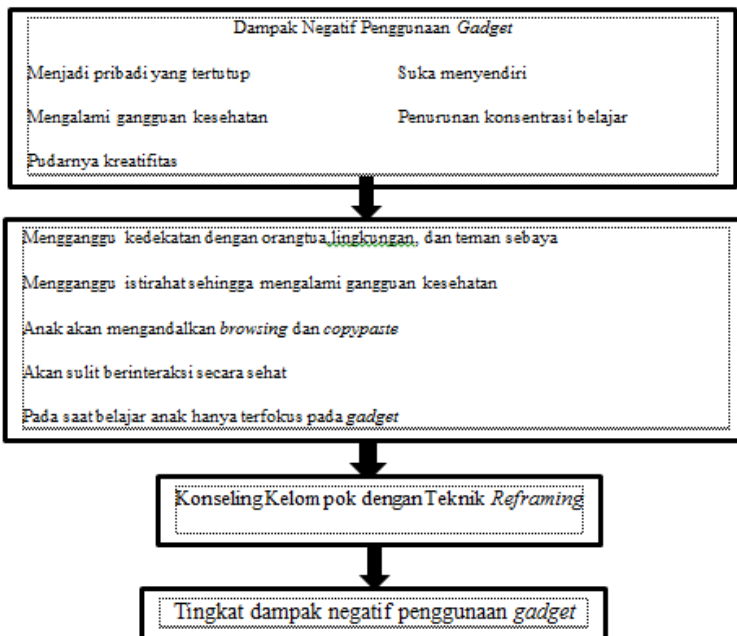 Dampak Negatif Penggunaan Gadget
Menjadi pribadi yang tertutup Suka menyendiri
Mengalami gangguan kesehatan Penurunan konsentrasi belajar
Pudarnya kreatifitas
Mengganggu kedekatan dengan orangtua,lingkungan, dan teman sebaya
Mengganggu istirahat sehingga mengalami gangguan kesehatan
Anak akan mengandalkan browsing dan copypaste
Akan sulit berinteraksi secara sehat
Pada saat belajar anak hanya terfokus pada gadget
Konseling Kelompok dengan Teknik Reframing
Tingkat dampak negatif penggunaan gadget